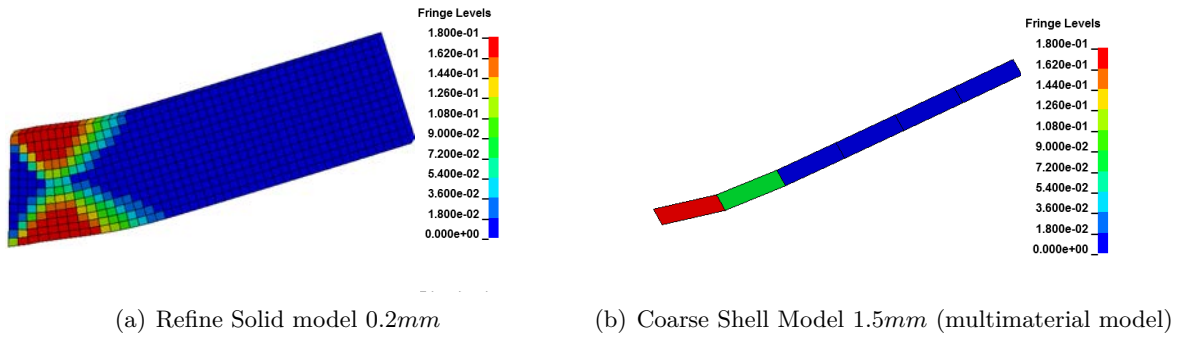 Fringe Levels
1.800e-01
1.620e-01
1.440e-01
1.260e-01
1.080e-01
9.000e-02
7.200e-02
5.400e-02
3.600e-02
1.800e-02
0.000e+00
(a) Refine Solid model 0.2mm
Fringe Levels
1.800e-01
1.620e-01
1.440e-01
1.260e-01
1.080e-01
9.000e-02
7.200e-02
5.400e-02
3.600e-02
1.800e-02
0.000e+00
(b) Coarse Shell Model 1.5mm (multimaterial model)